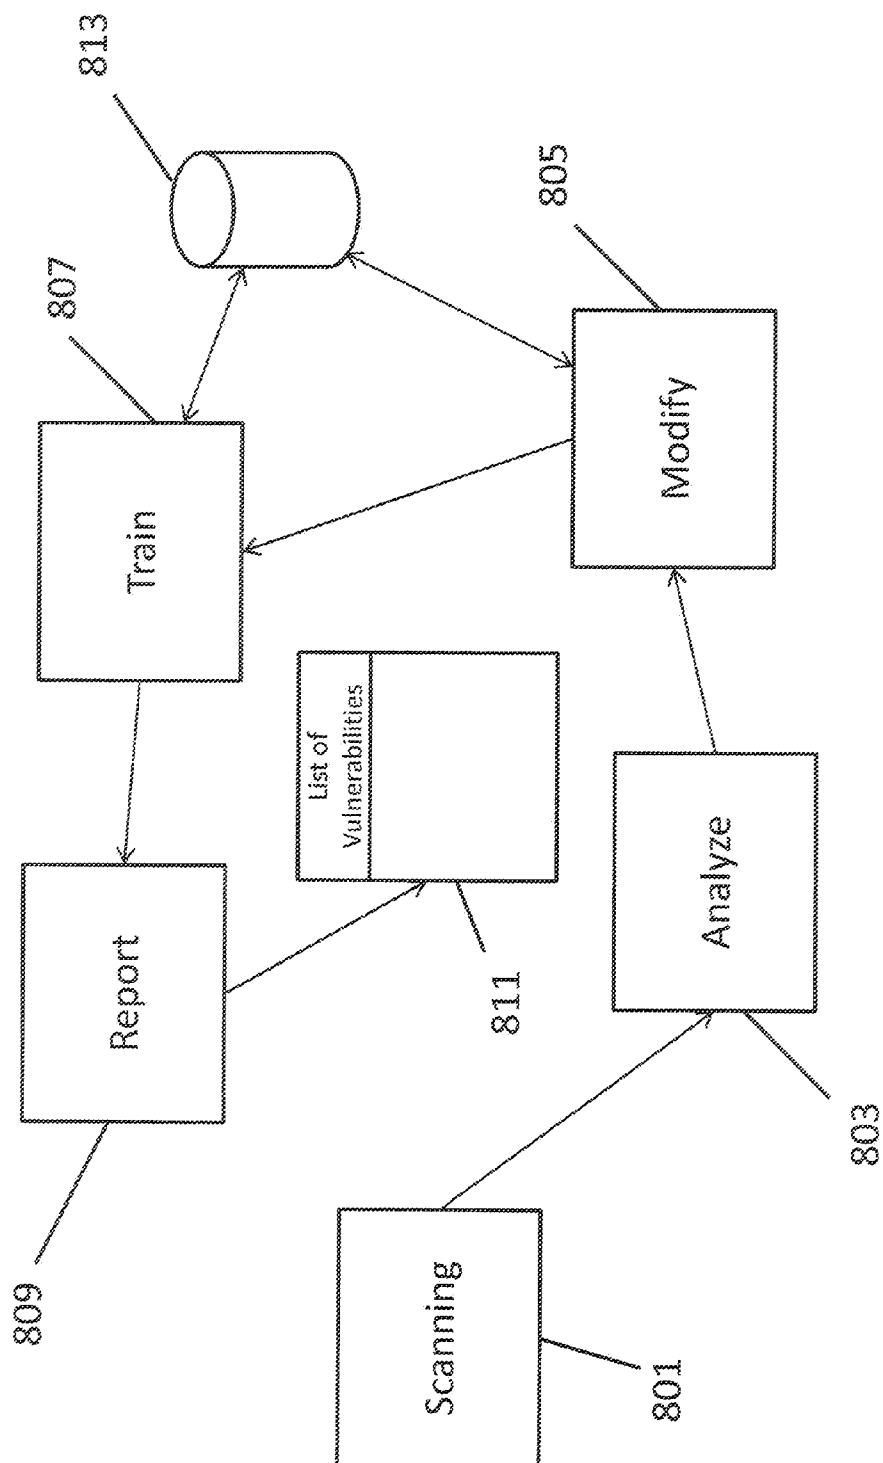 809
Report
807
Train
813
801
Scanning
811
List of
Vulnerabilities
803
Analyze
805
Modify